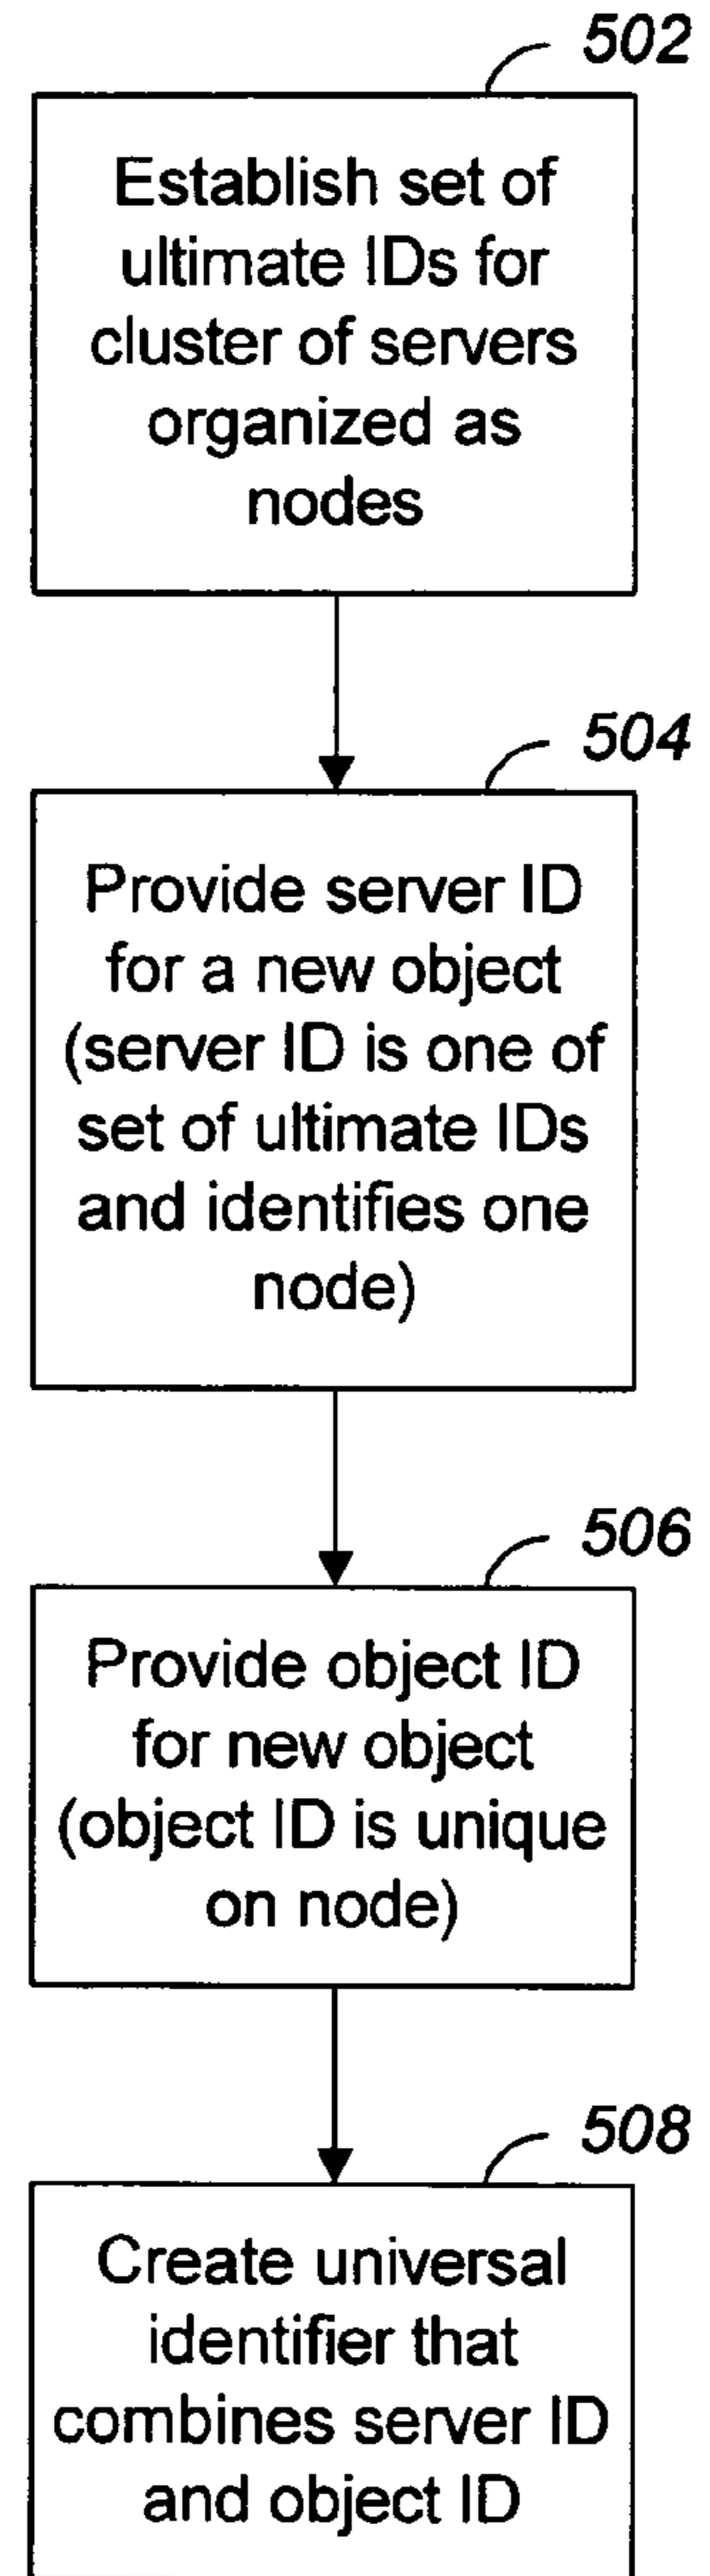 502
Establish set of
ultimate IDs for
cluster of servers
organized as
nodes
504
Provide server ID
for a new object
(server ID is one of
set of ultimate IDs
and identifies one
node)
506
Provide object ID
for new object
(object ID is unique
on node)
508
Create universal
identifier that
combines server ID
and object ID